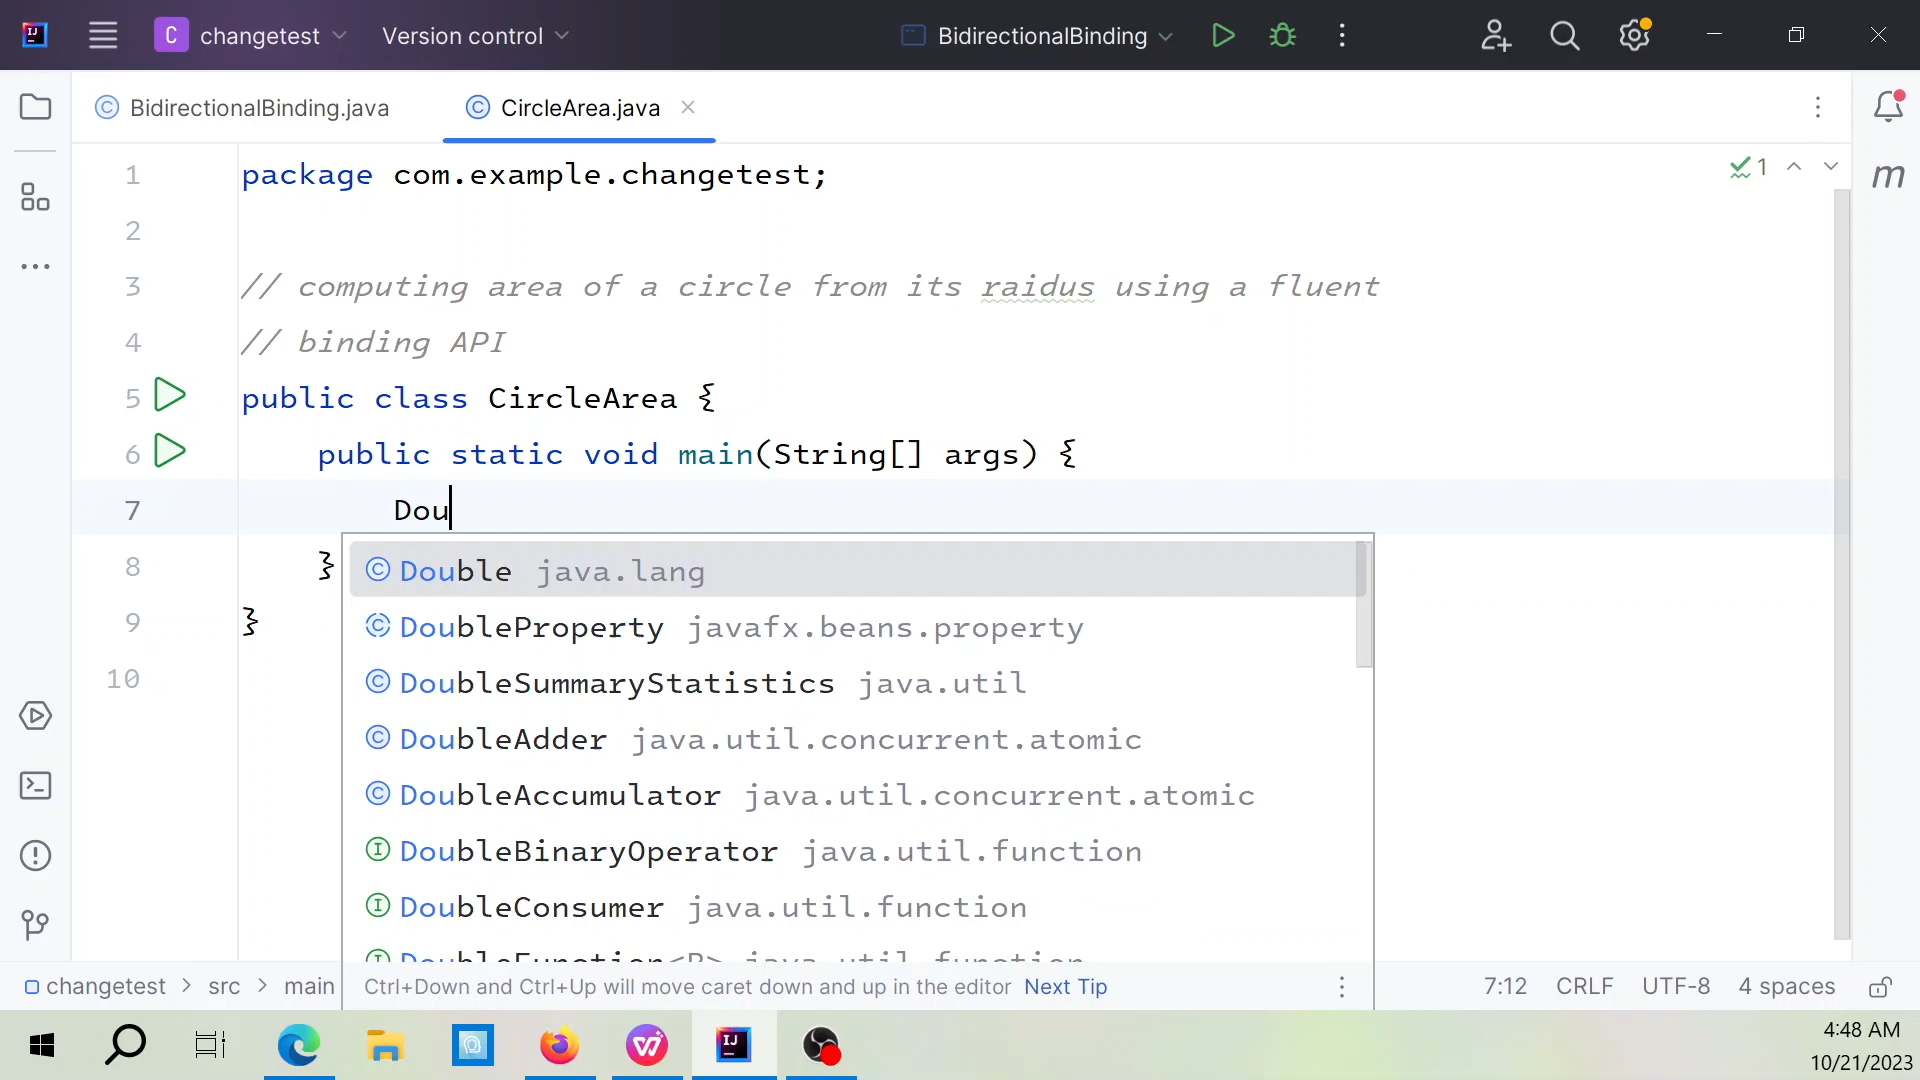 C changetest Version control BidirectionalBinding
BidirectionalBinding.java CircleArea.java
1 package com.example.changetest; 1
2
3 // computing area of a circle from its raidus using a fluent
4 // binding API
5 public class CircleArea {
6 public static void main(String[] args) {
7 Dou
8 }
9 }
10
Double java.lang
DoubleProperty javafx.beans.property
DoubleSummaryStatistics java.util
DoubleAdder java.util.concurrent.atomic
DoubleAccumulator java.util.concurrent.atomic
DoubleBinaryOperator java.util.function
DoubleConsumer java.util.function
DoubleFunction<R> java.util.function
Ctrl+Down and Ctrl+Up will move caret down and up in the editor Next Tip
changetest > src > main 7:12 CRLF UTF-8 4 spaces
m
4:48 AM
10/21/2023